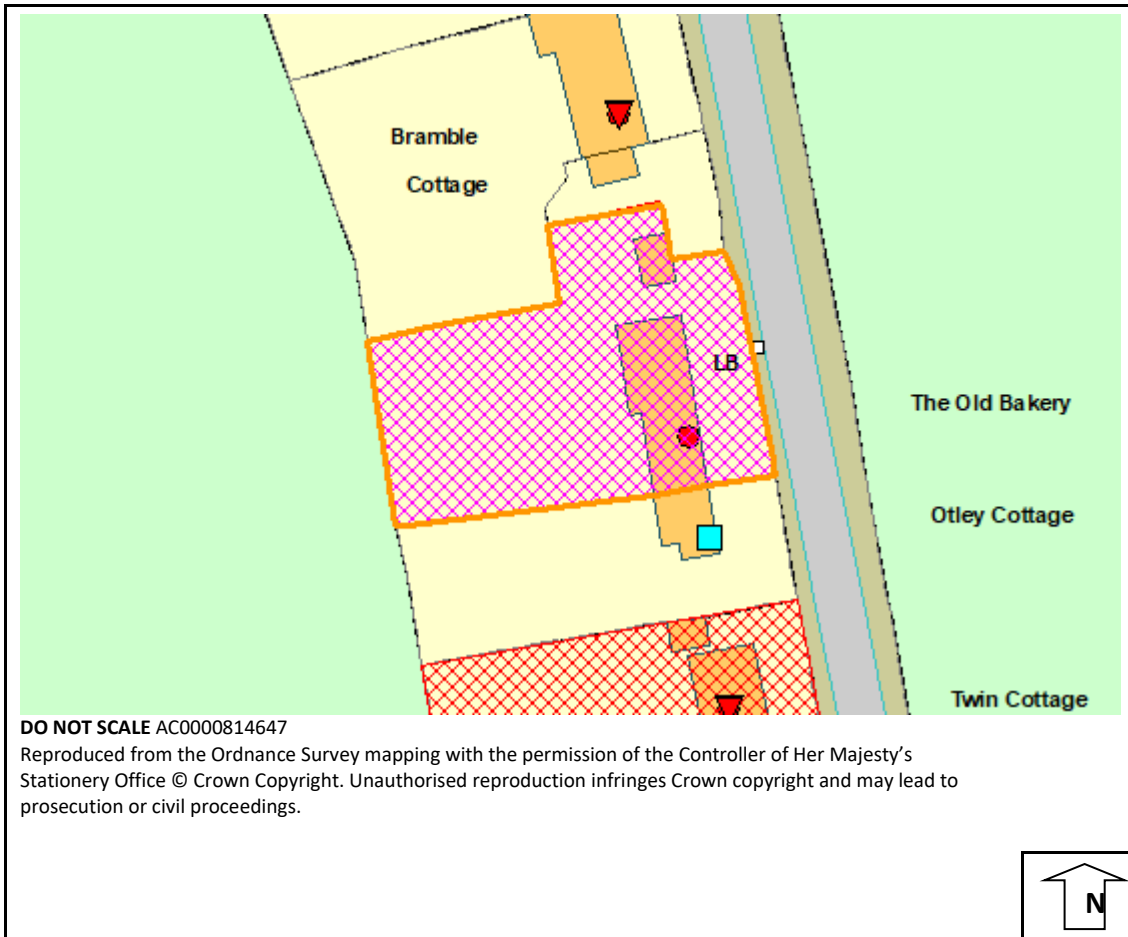 Bramble
Cottage
LB
The Old Bakery
Otley Cottage
Twin Cottage
DO NOT SCALE AC0000814647
Reproduced from the Ordnance Survey mapping with the permission of the Controller of Her Majesty's
Stationery Office © Crown Copyright. Unauthorised reproduction infringes Crown copyright and may lead to
prosecution or civil proceedings.
N